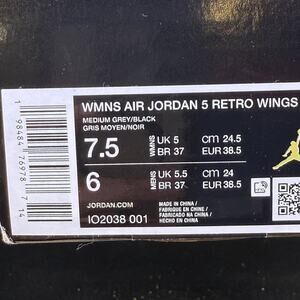 WMNS AIR JORDAN 5 RETRO WINGS
MEDIUM GREY/BLACK
GRIS MOYEN/NOIR
7.5 WMNS UK 5 cm 24.5
BR 37 EUR 38.5
6 MENS UK 5.5 cm 24
BR 37 EUR 38.5
JORDAN.COM
IO2038 001
MADE IN CHINA /
FABRIQUÉ EN CHINE /
FABRICADO NA CHINA /
HECHO EN CHINA